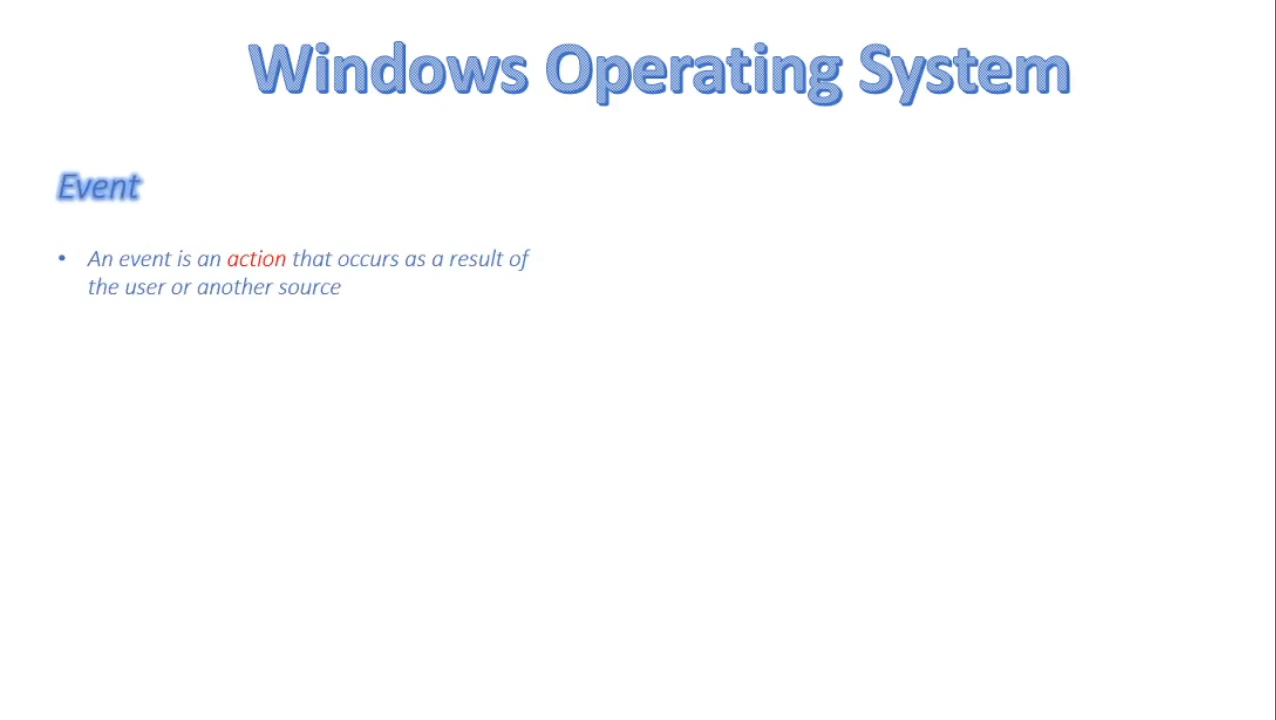 Windows Operating System
Event
• An event is an action that occurs as a result of
the user or another source